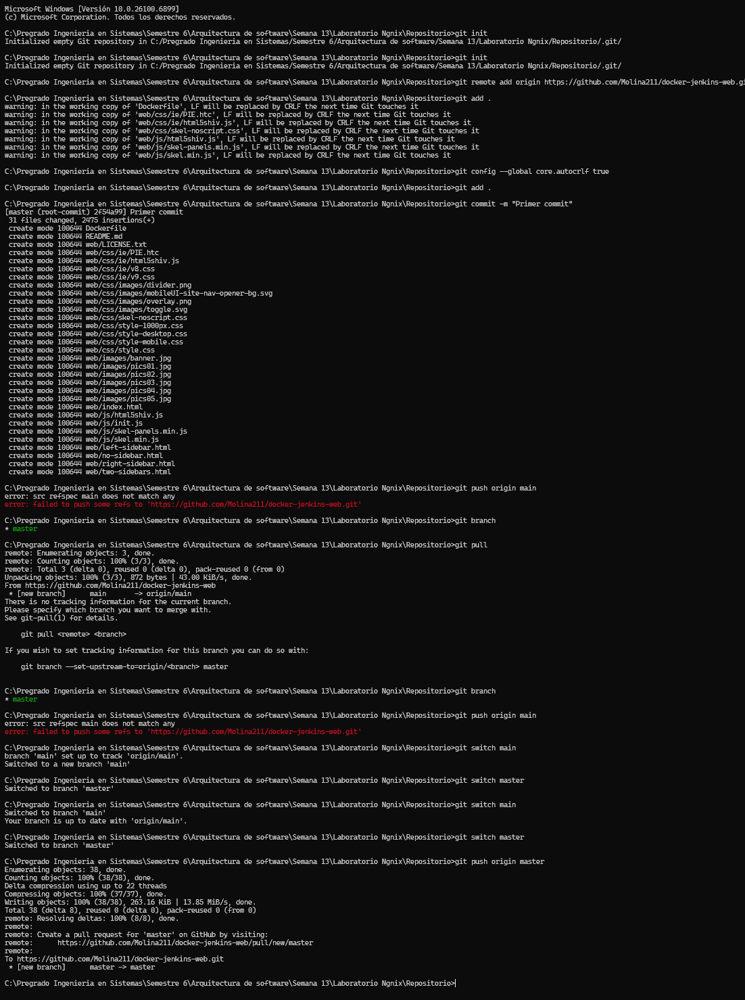 Microsoft Windows [Versión 10.0.26100.6899]
(c) Microsoft Corporation. Todos los derechos reservados.

C:\Pregrado Ingenieria en Sistemas\Semestre 6\Arquitectura de software\Semana 13\Laboratorio Ngnix\Repositorio>git init
Initialized empty Git repository in C:/Pregrado Ingenieria en Sistemas/Semestre 6/Arquitectura de software/Semana 13/Laboratorio Ngnix/Repositorio/.git/

C:\Pregrado Ingenieria en Sistemas\Semestre 6\Arquitectura de software\Semana 13\Laboratorio Ngnix\Repositorio>git init
Initialized empty Git repository in C:/Pregrado Ingenieria en Sistemas/Semestre 6/Arquitectura de software/Semana 13/Laboratorio Ngnix/Repositorio/.git/

C:\Pregrado Ingenieria en Sistemas\Semestre 6\Arquitectura de software\Semana 13\Laboratorio Ngnix\Repositorio>git remote add origin https://github.com/Molina211/docker-jenkins-web.gi

C:\Pregrado Ingenieria en Sistemas\Semestre 6\Arquitectura de software\Semana 13\Laboratorio Ngnix\Repositorio>git add .
warning: in the working copy of 'Dockerfile', LF will be replaced by CRLF the next time Git touches it
warning: in the working copy of 'web/css/ie/PIE.htc', LF will be replaced by CRLF the next time Git touches it
warning: in the working copy of 'web/css/ie/html5shiv.js', LF will be replaced by CRLF the next time Git touches it
warning: in the working copy of 'web/css/skel-noscript.css', LF will be replaced by CRLF the next time Git touches it
warning: in the working copy of 'web/js/html5shiv.js', LF will be replaced by CRLF the next time Git touches it
warning: in the working copy of 'web/js/skel-panels.min.js', LF will be replaced by CRLF the next time Git touches it
warning: in the working copy of 'web/js/skel.min.js', LF will be replaced by CRLF the next time Git touches it

C:\Pregrado Ingenieria en Sistemas\Semestre 6\Arquitectura de software\Semana 13\Laboratorio Ngnix\Repositorio>git config --global core.autocrlf true

C:\Pregrado Ingenieria en Sistemas\Semestre 6\Arquitectura de software\Semana 13\Laboratorio Ngnix\Repositorio>git add .

C:\Pregrado Ingenieria en Sistemas\Semestre 6\Arquitectura de software\Semana 13\Laboratorio Ngnix\Repositorio>git commit -m "Primer commit"
[master (root-commit) 2f54a99] Primer commit
 31 files changed, 2475 insertions(+)
 create mode 100644 Dockerfile
 create mode 100644 README.md
 create mode 100644 web/LICENSE.txt
 create mode 100644 web/css/ie/PIE.htc
 create mode 100644 web/css/ie/html5shiv.js
 create mode 100644 web/css/ie/v8.css
 create mode 100644 web/css/ie/v9.css
 create mode 100644 web/css/images/divider.png
 create mode 100644 web/css/images/mobileUI-site-nav-opener-bg.svg
 create mode 100644 web/css/images/overlay.png
 create mode 100644 web/css/images/toggle.svg
 create mode 100644 web/css/skel-noscript.css
 create mode 100644 web/css/style-1000px.css
 create mode 100644 web/css/style-desktop.css
 create mode 100644 web/css/style-mobile.css
 create mode 100644 web/css/style.css
 create mode 100644 web/images/banner.jpg
 create mode 100644 web/images/pics01.jpg
 create mode 100644 web/images/pics02.jpg
 create mode 100644 web/images/pics03.jpg
 create mode 100644 web/images/pics04.jpg
 create mode 100644 web/images/pics05.jpg
 create mode 100644 web/index.html
 create mode 100644 web/js/html5shiv.js
 create mode 100644 web/js/init.js
 create mode 100644 web/js/skel-panels.min.js
 create mode 100644 web/js/skel.min.js
 create mode 100644 web/left-sidebar.html
 create mode 100644 web/no-sidebar.html
 create mode 100644 web/right-sidebar.html
 create mode 100644 web/two-sidebars.html

C:\Pregrado Ingenieria en Sistemas\Semestre 6\Arquitectura de software\Semana 13\Laboratorio Ngnix\Repositorio>git push origin main
error: src refspec main does not match any
error: failed to push some refs to 'https://github.com/Molina211/docker-jenkins-web.git'

C:\Pregrado Ingenieria en Sistemas\Semestre 6\Arquitectura de software\Semana 13\Laboratorio Ngnix\Repositorio>git branch
* master

C:\Pregrado Ingenieria en Sistemas\Semestre 6\Arquitectura de software\Semana 13\Laboratorio Ngnix\Repositorio>git pull
remote: Enumerating objects: 3, done.
remote: Counting objects: 100% (3/3), done.
remote: Total 3 (delta 0), reused 0 (delta 0), pack-reused 0 (from 0)
Unpacking objects: 100% (3/3), 872 bytes | 43.00 KiB/s, done.
From https://github.com/Molina211/docker-jenkins-web
 * [new branch]      main       -> origin/main
There is no tracking information for the current branch.
Please specify which branch you want to merge with.
See git-pull(1) for details.

    git pull <remote> <branch>

If you wish to set tracking information for this branch you can do so with:

    git branch --set-upstream-to=origin/<branch> master

C:\Pregrado Ingenieria en Sistemas\Semestre 6\Arquitectura de software\Semana 13\Laboratorio Ngnix\Repositorio>git branch
* master

C:\Pregrado Ingenieria en Sistemas\Semestre 6\Arquitectura de software\Semana 13\Laboratorio Ngnix\Repositorio>git push origin main
error: src refspec main does not match any
error: failed to push some refs to 'https://github.com/Molina211/docker-jenkins-web.git'

C:\Pregrado Ingenieria en Sistemas\Semestre 6\Arquitectura de software\Semana 13\Laboratorio Ngnix\Repositorio>git switch main
branch 'main' set up to track 'origin/main'.
Switched to a new branch 'main'

C:\Pregrado Ingenieria en Sistemas\Semestre 6\Arquitectura de software\Semana 13\Laboratorio Ngnix\Repositorio>git switch master
Switched to branch 'master'

C:\Pregrado Ingenieria en Sistemas\Semestre 6\Arquitectura de software\Semana 13\Laboratorio Ngnix\Repositorio>git switch main
Switched to branch 'main'
Your branch is up to date with 'origin/main'.

C:\Pregrado Ingenieria en Sistemas\Semestre 6\Arquitectura de software\Semana 13\Laboratorio Ngnix\Repositorio>git switch master
Switched to branch 'master'

C:\Pregrado Ingenieria en Sistemas\Semestre 6\Arquitectura de software\Semana 13\Laboratorio Ngnix\Repositorio>git push origin master
Enumerating objects: 38, done.
Counting objects: 100% (38/38), done.
Delta compression using up to 22 threads
Compressing objects: 100% (37/37), done.
Writing objects: 100% (38/38), 263.16 KiB | 13.85 MiB/s, done.
Total 38 (delta 8), reused 0 (delta 0), pack-reused 0 (from 0)
remote: Resolving deltas: 100% (8/8), done.
remote:
remote: Create a pull request for 'master' on GitHub by visiting:
remote:      https://github.com/Molina211/docker-jenkins-web/pull/new/master
remote:
To https://github.com/Molina211/docker-jenkins-web.git
 * [new branch]      master -> master

C:\Pregrado Ingenieria en Sistemas\Semestre 6\Arquitectura de software\Semana 13\Laboratorio Ngnix\Repositorio>